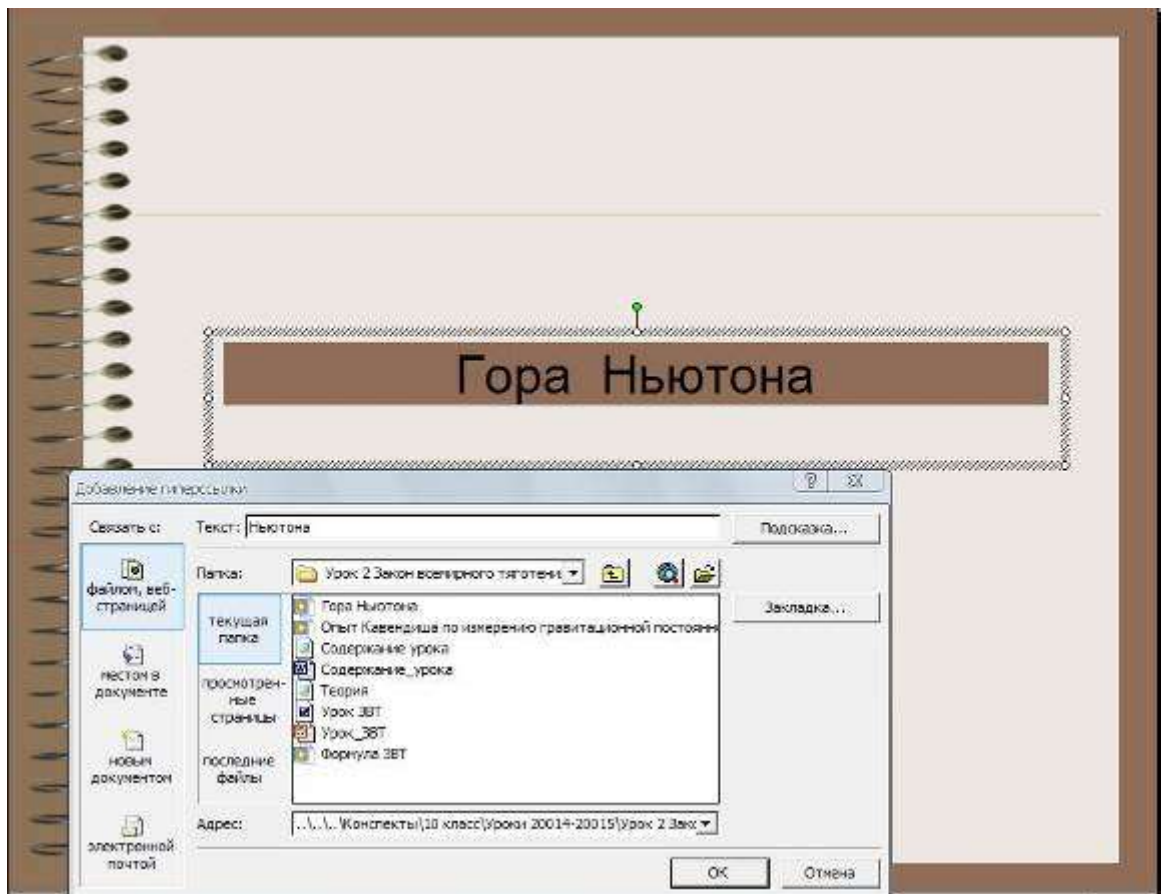 Гора Ньютона
Добавление гиперссылки
Связать с:
Текст: Ньютона
Подсказка...
файлом, веб-
страницей
Папка:
Урок 2 Закон всемирного тяготени
Закладка...
текущая
папка
Гора Ньютона
Опыт Кавендиша по измерению гравитационной постоянн
Содержание урока
Содержание_урока
Теория
Урок ЗВТ
Урок_ЗВТ
Формула ЗВТ
местом в
документе
просмотрен-
ные
страницы
новым
документом
последние
файлы
электронной
почтой
Адрес:
..\..\..\Конспекты\10 класс\Уроки 20014-20015\Урок 2 Зако
ОК
Отмена